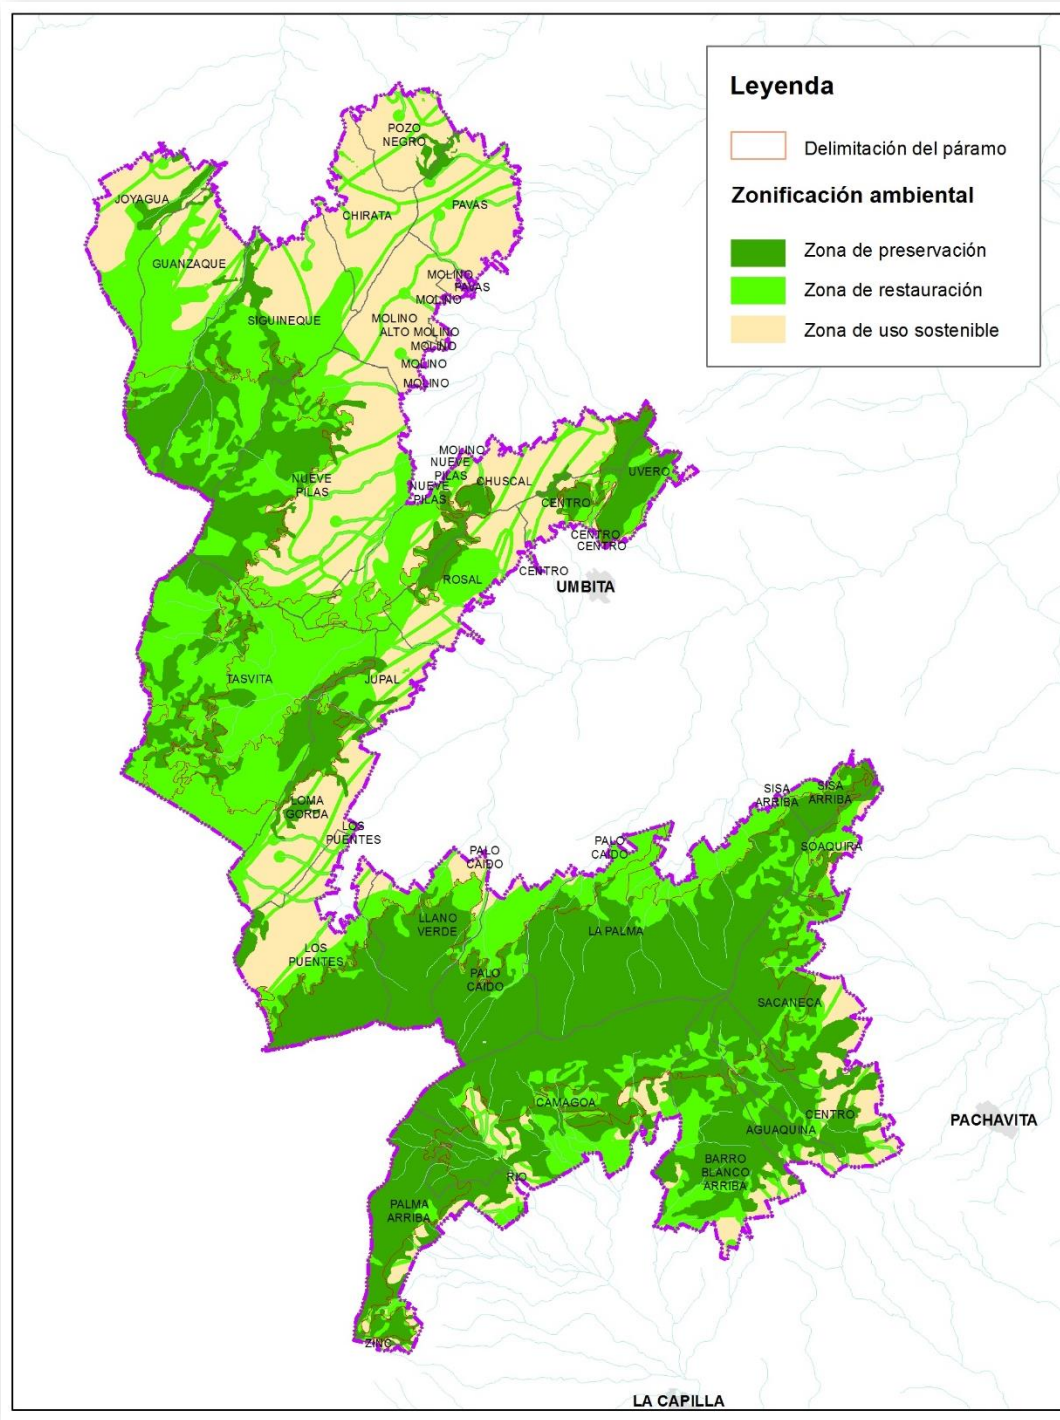 Leyenda
Delimitación del páramo
Zonificación ambiental
Zona de preservación
Zona de restauración
Zona de uso sostenible
POZO
NEGRO
JOYAGUA
CHIRATA
PAVAS
GUANZAQUE
MOLINO
PAVAS
MOLINO
SIGUINEQUE
MOLINO
ALTO MOLINO
MOLINO
MOLINO
MOLINO
MOLINO
NUEVE
PILAS
NUEVE
PILAS
CHUSCAL
UVERO
NUEVE
PILAS
CENTRO
CENTRO
CENTRO
CENTRO
ROSAL
UMBITA
TASVITA
JUPAL
LOMA
GORDA
LOS
PUENTES
SISA
ARRIBA
SISA
ARRIBA
SOAQUIRA
PALO
CAIDO
PALO
CAIDO
LLANO
VERDE
LA PALMA
LOS
PUENTES
PALO
CAIDO
SACANECA
CAMAGOA
CENTRO
AGUAQUINA
PACHAVITA
BARRO
BLANCO
ARRIBA
RIO
PALMA
ARRIBA
ZINC
LA CAPILLA